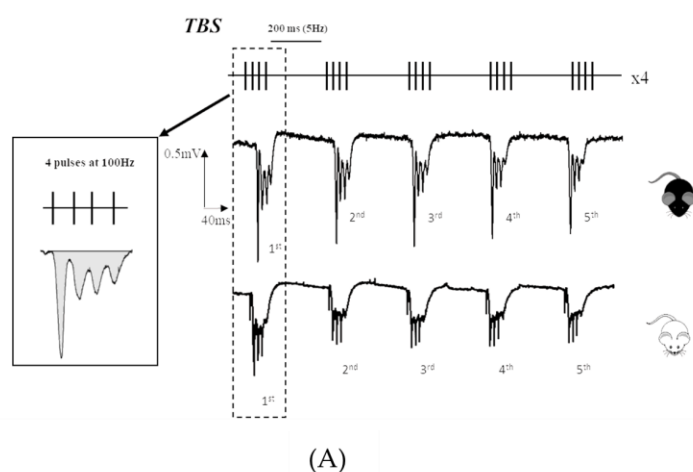 TBS
200 ms (5Hz)
x4
4 pulses at 100Hz
0.5mV
40ms
1st
2nd
3rd
4th
5th
1st
2nd
3rd
4th
5th
(A)